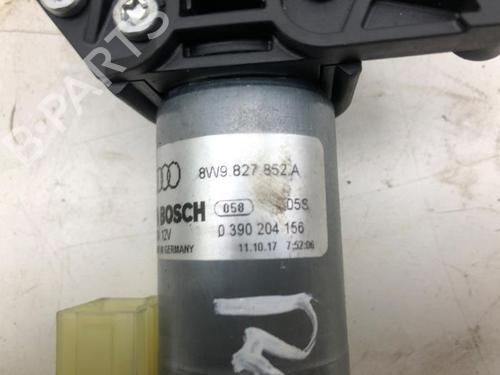 B-PARTS
8W9.827 852 A
BOSCH 058 05S
12V 0 390 204 156
GERMANY 11.10.17 7:52:06